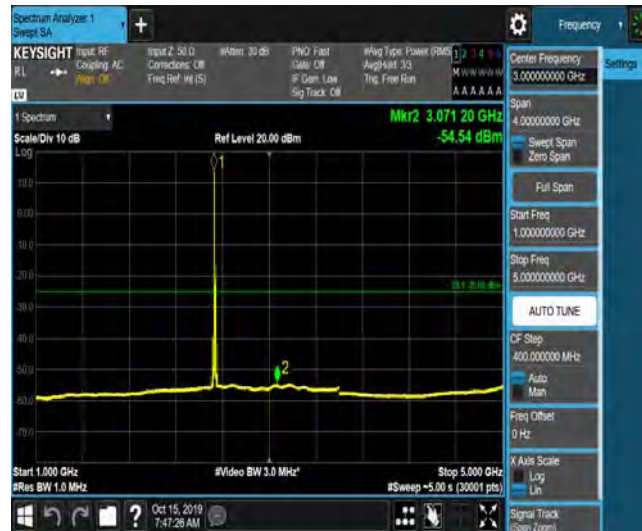 Spectrum Analyzer 1
Swept SA
+
Frequency
KEYSIGHT
RL
LV
Input: RF
Coupling: AC
Align: Off
Input Z: 50 Ω
Corrections: Off
Freq Ref: Int (S)
#Atten: 30 dB
PNO: Fast
Gate: Off
IF Gain: Low
Sig Track: Off
#Avg Type: Power (RMS)
Avg|Hold: 3/3
Trig: Free Run
1 2 3 4 5 6
M W W W W W
A A A A A A
1 Spectrum
Scale/Div 10 dB
Log
Ref Level 20.00 dBm
Mkr2 3.071 20 GHz
-54.54 dBm
1
10.0
0.00
-10.0
-20.0
-30.0
-40.0
-50.0
-60.0
-70.0
2
Start 1.000 GHz
#Res BW 1.0 MHz
#Video BW 3.0 MHz*
Stop 5.000 GHz
#Sweep ~5.00 s (30001 pts)
?
Oct 15, 2019
7:47:26 AM
Center Frequency
3.000000000 GHz
Settings
Span
4.00000000 GHz
Swept Span
Zero Span
Full Span
Start Freq
1.000000000 GHz
Stop Freq
5.000000000 GHz
AUTO TUNE
CF Step
400.000000 MHz
Auto
Man
Freq Offset
0 Hz
X Axis Scale
Log
Lin
Signal Track
(Span Zoom)